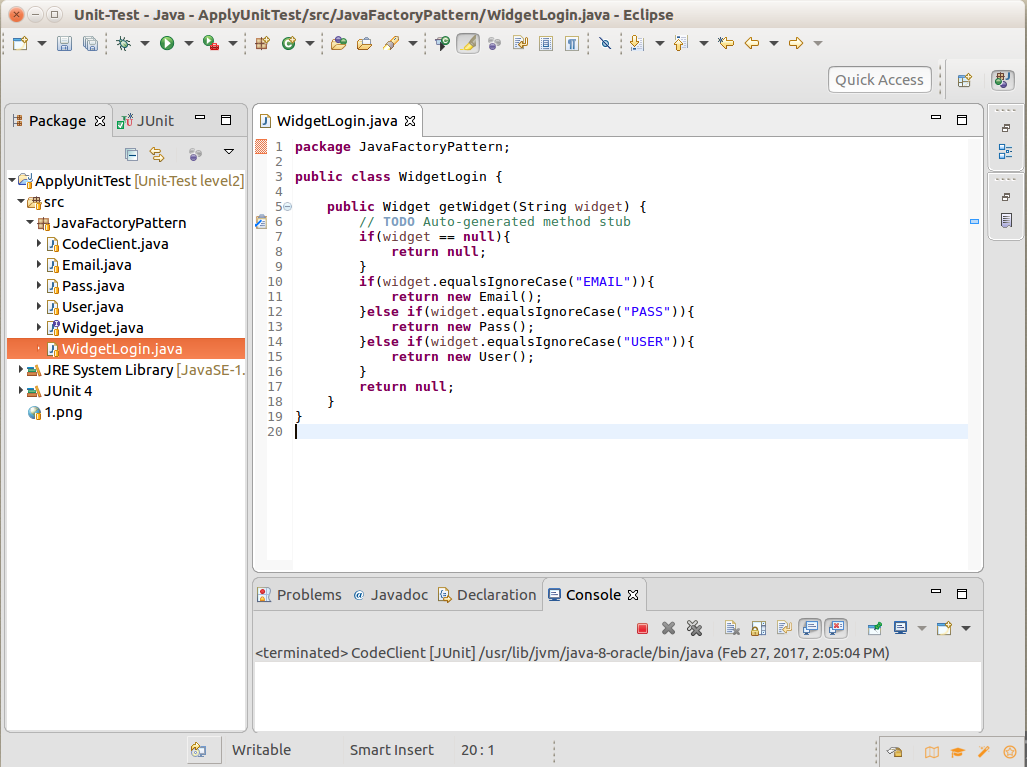 Unit-Test - Java - ApplyUnitTest/src/JavaFactoryPattern/WidgetLogin.java - Eclipse
Quick Access
Package
JUnit
ApplyUnitTest [Unit-Test level2]
src
JavaFactoryPattern
CodeClient.java
Email.java
Pass.java
User.java
Widget.java
WidgetLogin.java
JRE System Library [JavaSE-1.
JUnit 4
1.png
WidgetLogin.java
1 package JavaFactoryPattern;
2
3 public class WidgetLogin {
4
5     public Widget getWidget(String widget) {
6         // TODO Auto-generated method stub
7         if(widget == null){
8             return null;
9         }
10         if(widget.equalsIgnoreCase("EMAIL")){
11             return new Email();
12         }else if(widget.equalsIgnoreCase("PASS")){
13             return new Pass();
14         }else if(widget.equalsIgnoreCase("USER")){
15             return new User();
16         }
17         return null;
18     }
19 }
20
Problems @ Javadoc Declaration Console
<terminated> CodeClient [JUnit] /usr/lib/jvm/java-8-oracle/bin/java (Feb 27, 2017, 2:05:04 PM)
Writable Smart Insert 20 : 1